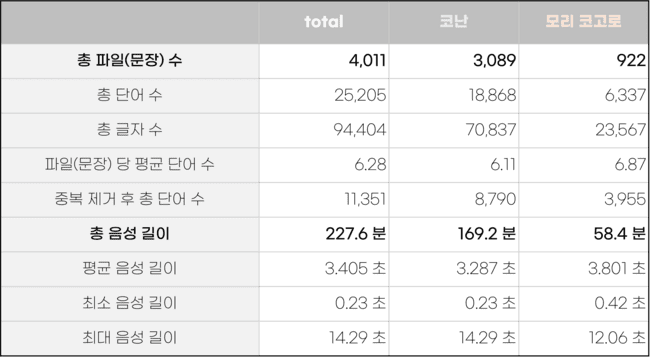 total 코난 모리 코고로
총 파일(문장) 수 4,011 3,089 922
총 단어 수 25,205 18,868 6,337
총 글자 수 94,404 70,837 23,567
파일(문장) 당 평균 단어 수 6.28 6.11 6.87
중복 제거 후 총 단어 수 11,351 8,790 3,955
총 음성 길이 227.6 분 169.2 분 58.4 분
평균 음성 길이 3.405 초 3.287 초 3.801 초
최소 음성 길이 0.23 초 0.23 초 0.42 초
최대 음성 길이 14.29 초 14.29 초 12.06 초